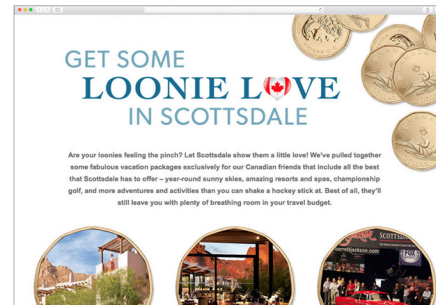 GET SOME
LOONIE LOVE
IN SCOTTSDALE
Are your loonies feeling the pinch? Let Scottsdale show them a little love! We've pulled together
some fabulous vacation packages exclusively for our Canadian friends that include all the best
that Scottsdale has to offer – year-round sunny skies, amazing resorts and spas, championship
golf, and more adventures and activities than you can shake a hockey stick at. Best of all, they'll
still leave you with plenty of breathing room in your travel budget.
SCOTTSDALE